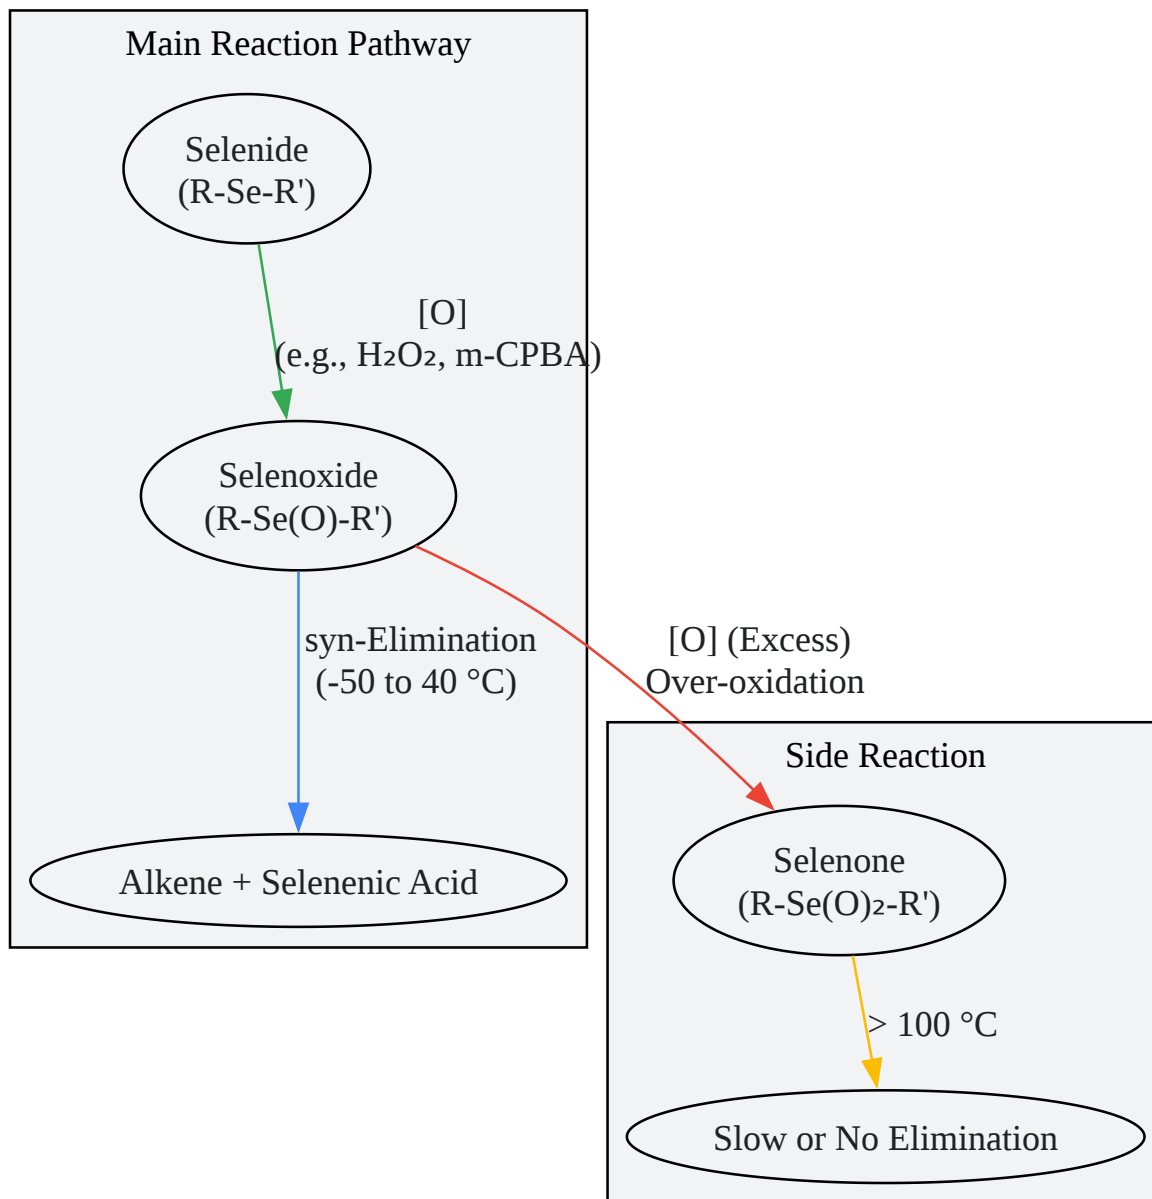 Main Reaction Pathway
Selenide
(R-Se-R')
[O]
(e.g., H₂O₂, m-CPBA)
Selenoxide
(R-Se(O)-R')
syn-Elimination
(-50 to 40 °C)
Alkene + Selenenic Acid
[O] (Excess)
Over-oxidation
Side Reaction
Selenone
(R-Se(O)₂-R')
> 100 °C
Slow or No Elimination